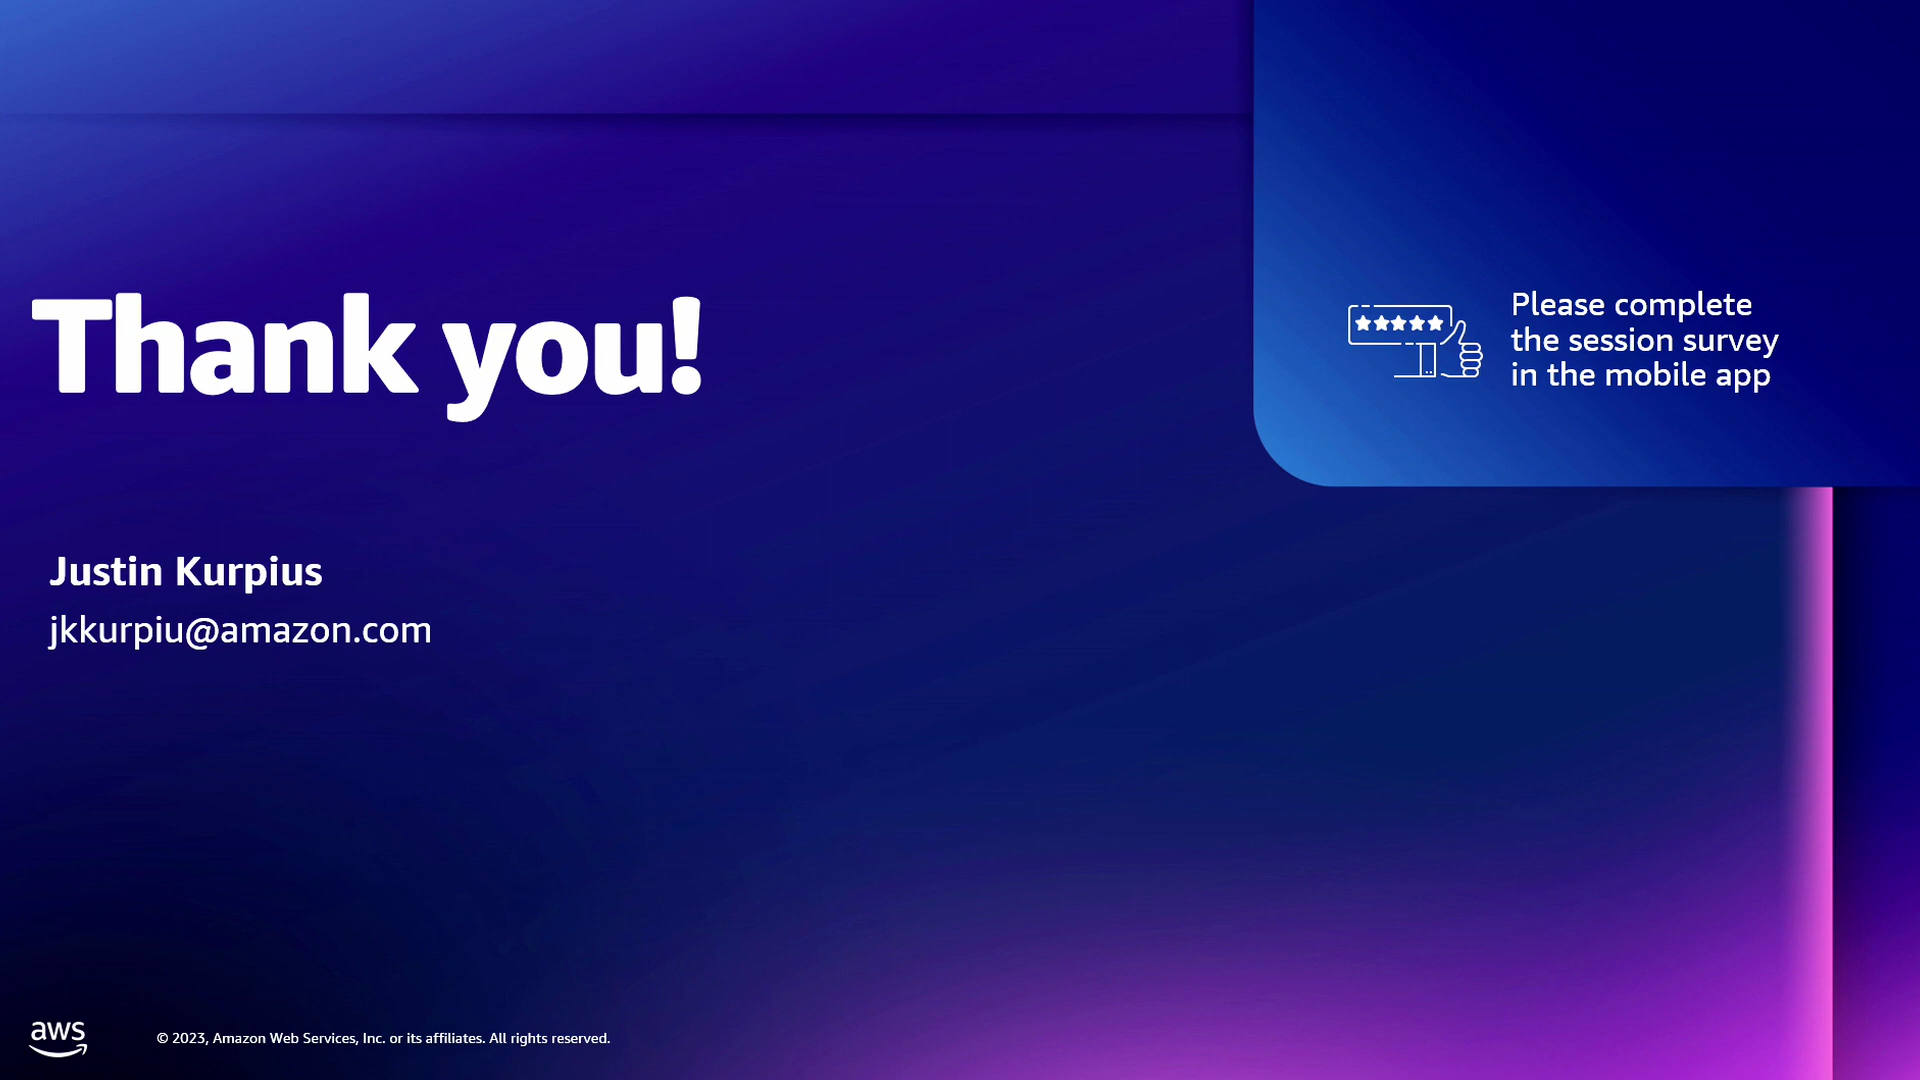 Thank you!
Please complete
the session survey
in the mobile app
Justin Kurpius
jkkurpiu@amazon.com
aws
© 2023, Amazon Web Services, Inc. or its affiliates. All rights reserved.